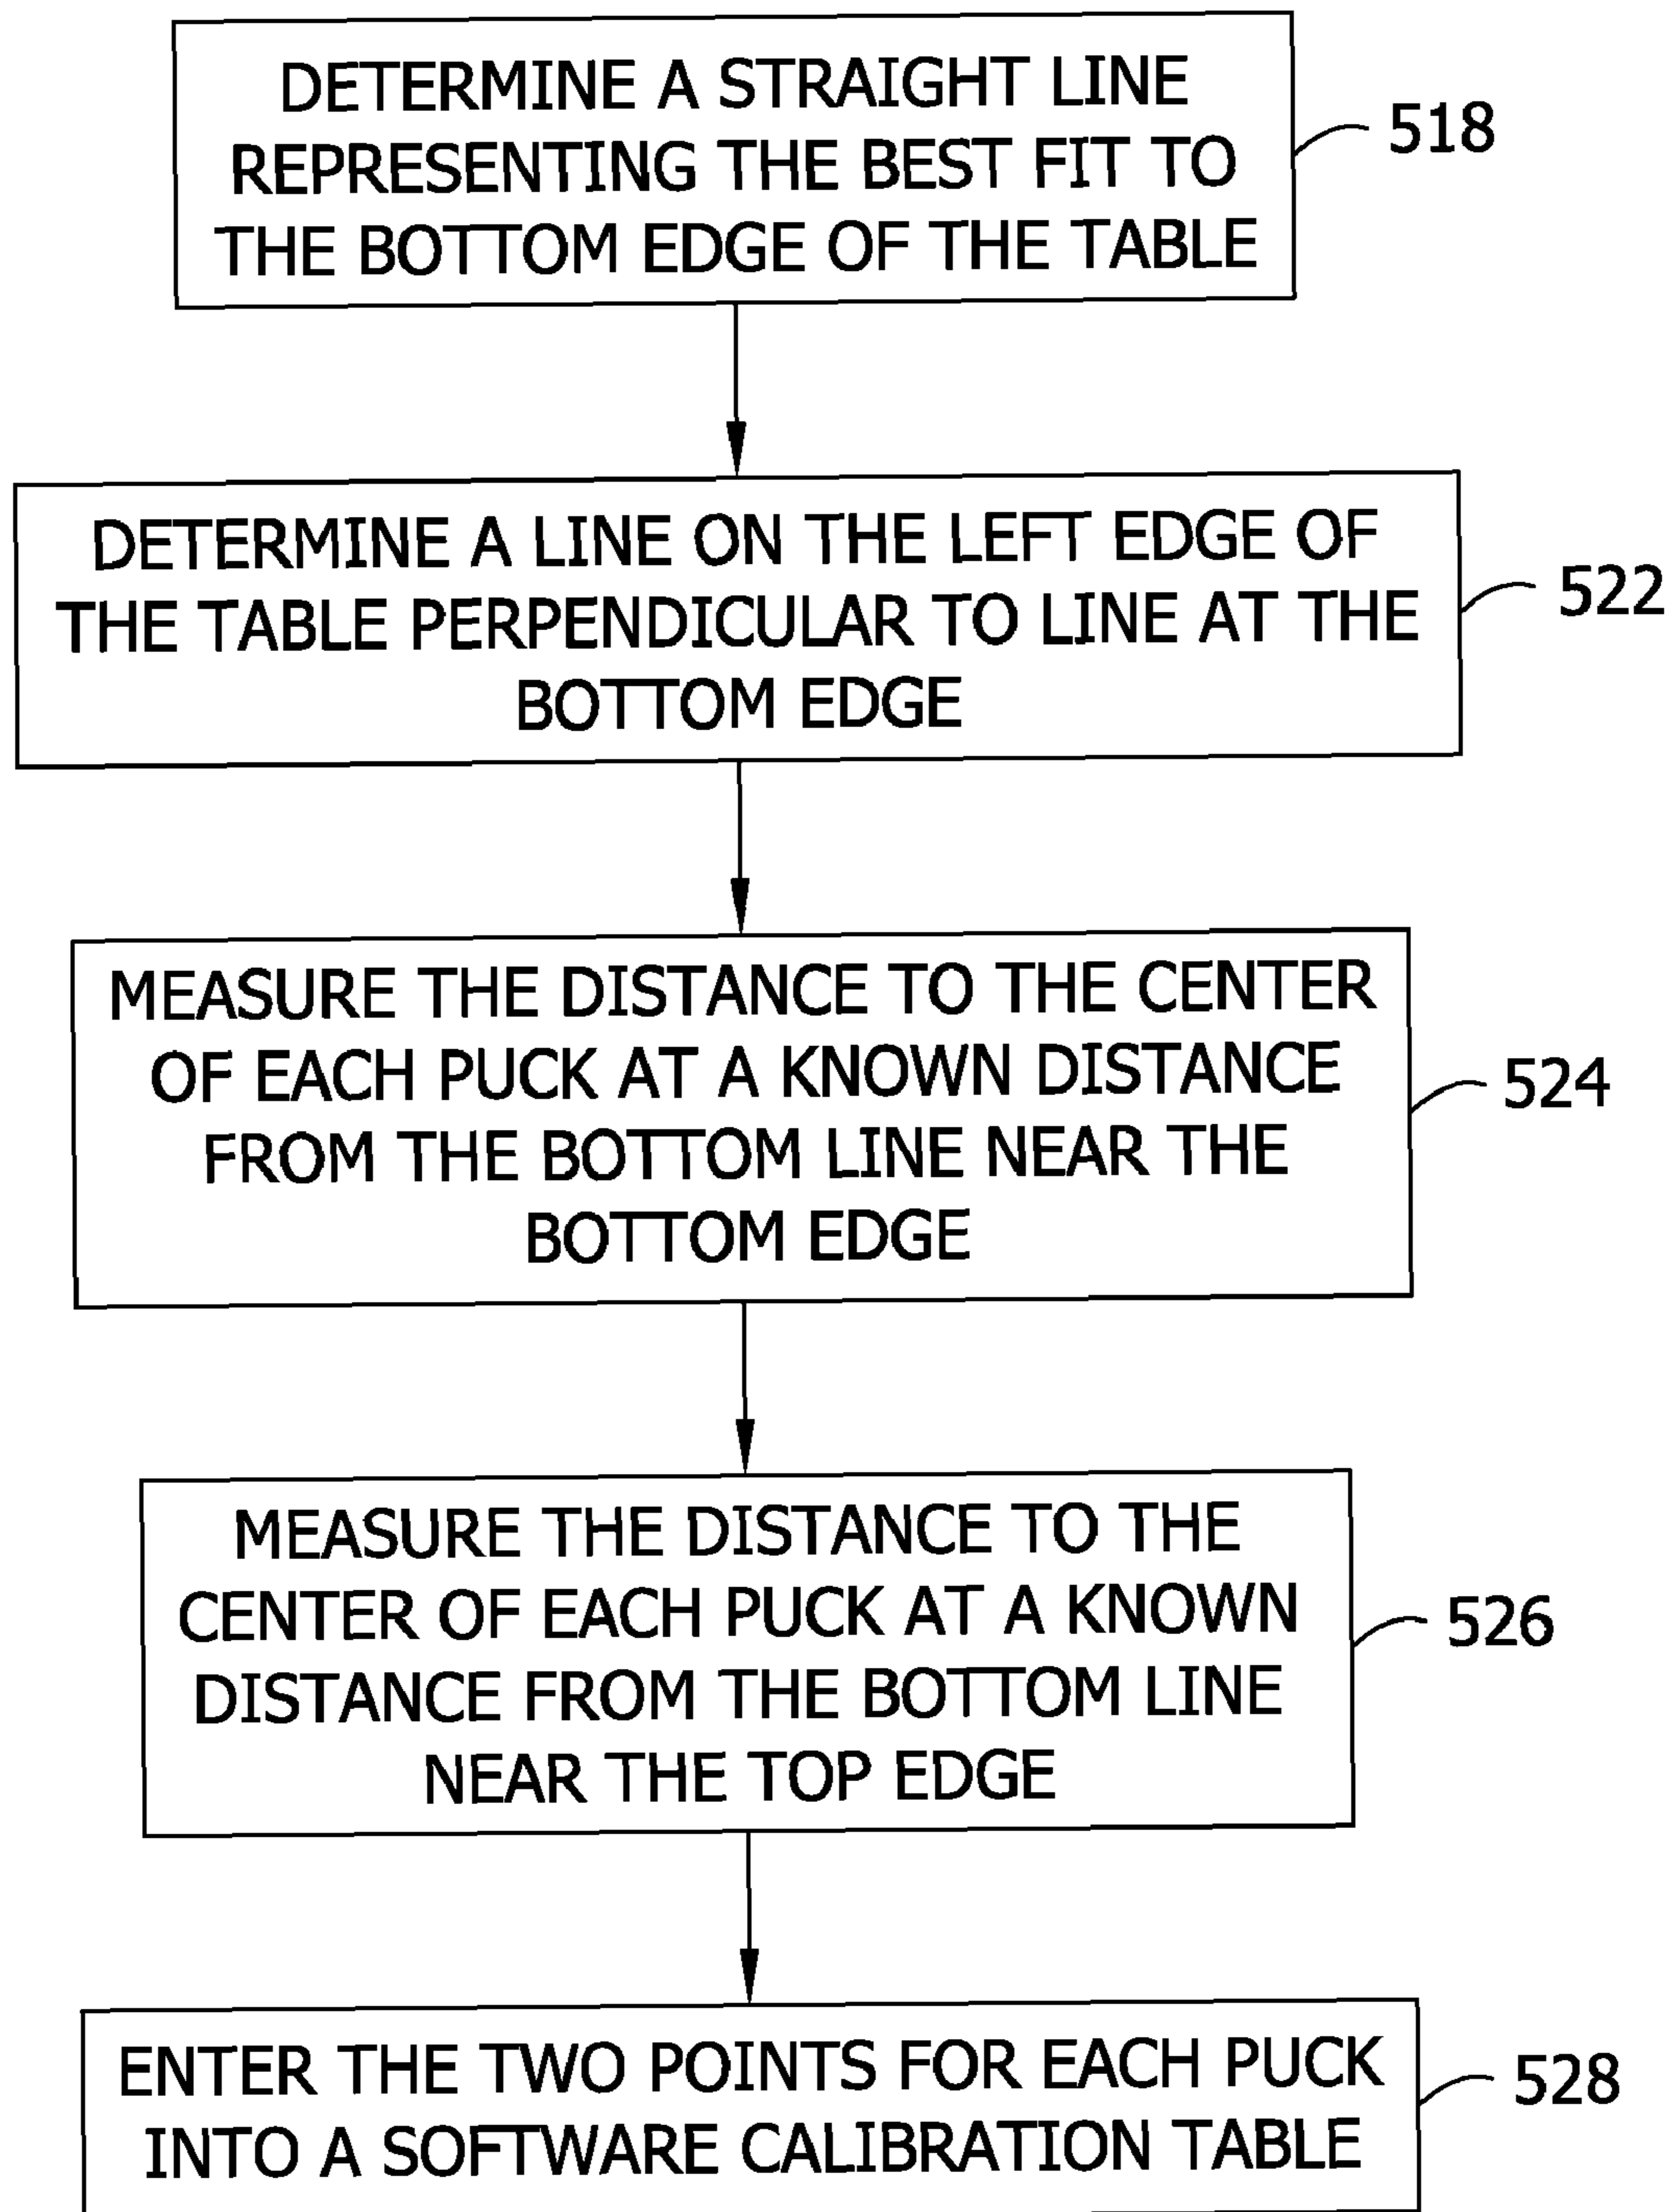 DETERMINE A STRAIGHT LINE
REPRESENTING THE BEST FIT TO
THE BOTTOM EDGE OF THE TABLE
518
DETERMINE A LINE ON THE LEFT EDGE OF
THE TABLE PERPENDICULAR TO LINE AT THE
BOTTOM EDGE
522
MEASURE THE DISTANCE TO THE CENTER
OF EACH PUCK AT A KNOWN DISTANCE
FROM THE BOTTOM LINE NEAR THE
BOTTOM EDGE
524
MEASURE THE DISTANCE TO THE
CENTER OF EACH PUCK AT A KNOWN
DISTANCE FROM THE BOTTOM LINE
NEAR THE TOP EDGE
526
ENTER THE TWO POINTS FOR EACH PUCK
INTO A SOFTWARE CALIBRATION TABLE
528